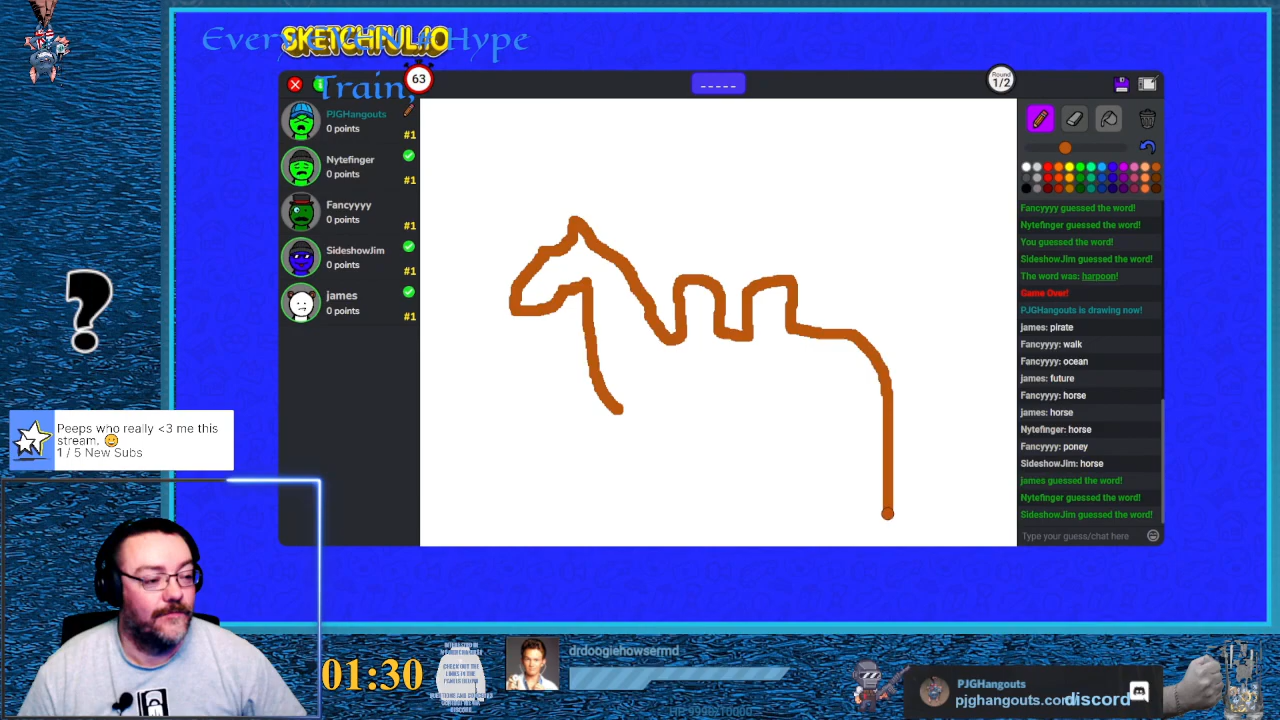 Every
Hype
Train,
SKETCHFUL.IO
63
_ _ _ _ _
Round
1/2
PJGHangouts
0 points
#1
Nytefinger
0 points
#1
Fancyyyy
0 points
#1
SideshowJim
0 points
#1
james
0 points
#1
Fancyyyy guessed the word!
Nytefinger guessed the word!
You guessed the word!
SideshowJim guessed the word!
The word was: harpoon!
Game Over!
PJGHangouts is drawing now!
james: pirate
Fancyyyy: walk
Fancyyyy: ocean
james: future
Fancyyyy: horse
james: horse
Nytefinger: horse
Fancyyyy: poney
SideshowJim: horse
james guessed the word!
Nytefinger guessed the word!
SideshowJim guessed the word!
Type your guess/chat here
?
Peeps who really <3 me this
stream.
1 / 5 New Subs
01:30
drdoogiehowsermd
PJGHangouts
pjghangouts.com/discord